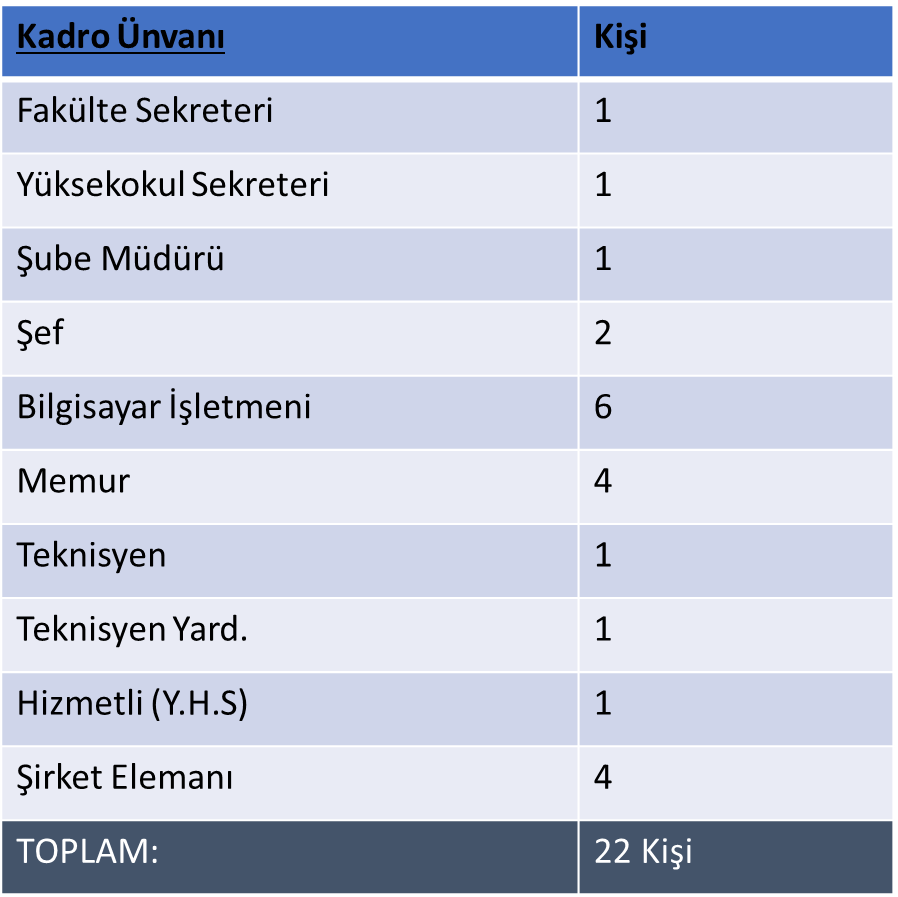 Kadro Ünvanı Kişi
Fakülte Sekreteri 1
Yüksekokul Sekreteri 1
Şube Müdürü 1
Şef 2
Bilgisayar İşletmeni 6
Memur 4
Teknisyen 1
Teknisyen Yard. 1
Hizmetli (Y.H.S) 1
Şirket Elemanı 4
TOPLAM: 22 Kişi